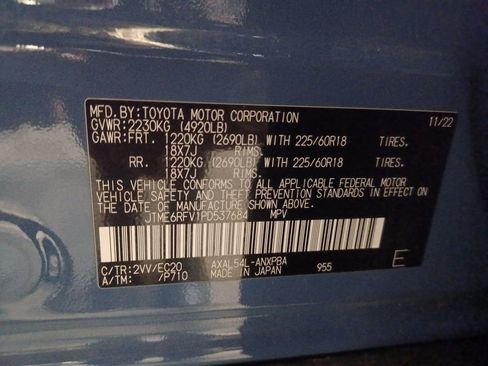 MFD.BY:TOYOTA MOTOR CORPORATION 11/22
GVWR:2230KG (4920LB)
GAWR:FRT. 1220KG (2690LB) WITH 225/60R18 TIRES.
18X7J RIMS.
RR. 1220KG (2690LB) WITH 225/60R18 TIRES.
18X7J RIMS.
THIS VEHICLE CONFORMS TO ALL APPLICABLE FEDERAL MOTOR
VEHICLE SAFETY AND THEFT PREVENTION STANDARDS IN EFFECT ON
THE DATE OF MANUFACTURE SHOWN ABOVE.
JTME6RFV1PD537684 MPV
C/TR:2VV/EC20 AXAL54L-ANXPBA
A/TM: /P710 MADE IN JAPAN 955 E